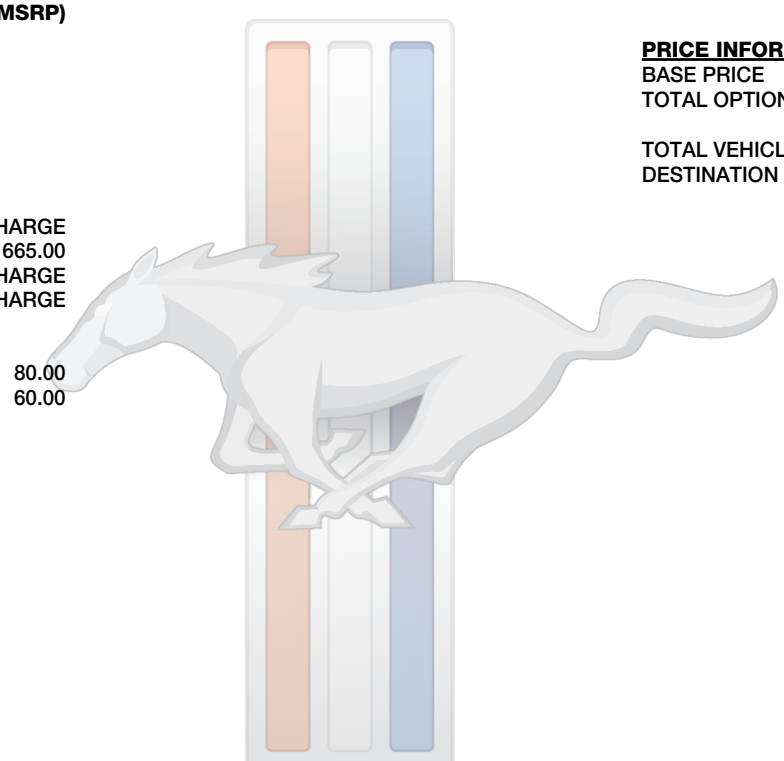 MSRP)
HARGE
665.00
HARGE
HARGE
80.00
60.00
PRICE INFOR
BASE PRICE
TOTAL OPTION
TOTAL VEHICL
DESTINATION